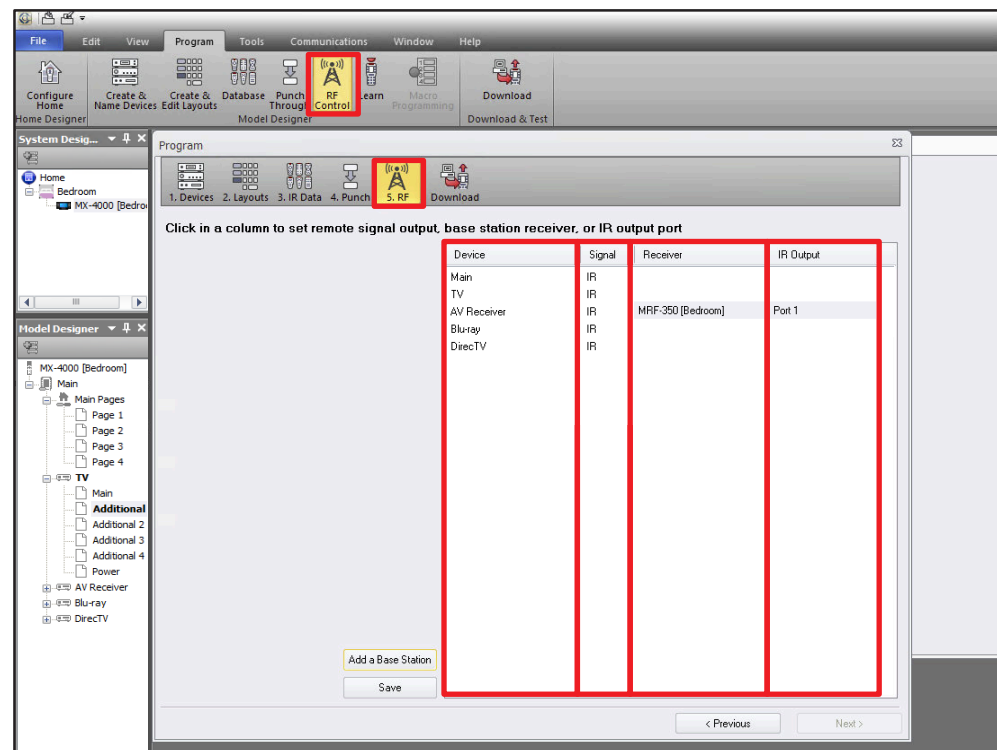 File Edit View Program Tools Communications Window Help
Configure Home
Create & Name Devices
Create & Edit Layouts
Database
Punch Through
RF Control
Learn
Macro Programming
Download
Home Designer
Model Designer
Download & Test
System Desig...
Home
Bedroom
MX-4000 [Bedro
Model Designer
MX-4000 [Bedroom]
Main
Main Pages
Page 1
Page 2
Page 3
Page 4
TV
Main
Additional
Additional 2
Additional 3
Additional 4
Power
AV Receiver
Blu-ray
DirecTV
Program
1. Devices 2. Layouts 3. IR Data 4. Punch 5. RF Download
Click in a column to set remote signal output, base station receiver, or IR output port
Device Signal Receiver IR Output
Main IR
TV IR
AV Receiver IR MRF-350 [Bedroom] Port 1
Blu-ray IR
DirecTV IR
Add a Base Station
Save
< Previous Next >